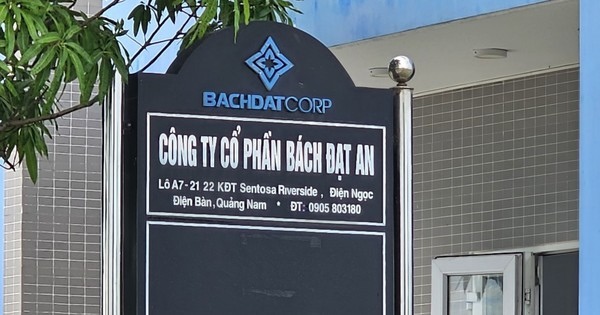 BACHDATCORP
CÔNG TY CỔ PHẦN BÁCH ĐẠT AN
Lô A7-21 22 KĐT Sentosa Riverside, Điện Ngọc
Điện Bàn, Quảng Nam * ĐT: 0905 803180